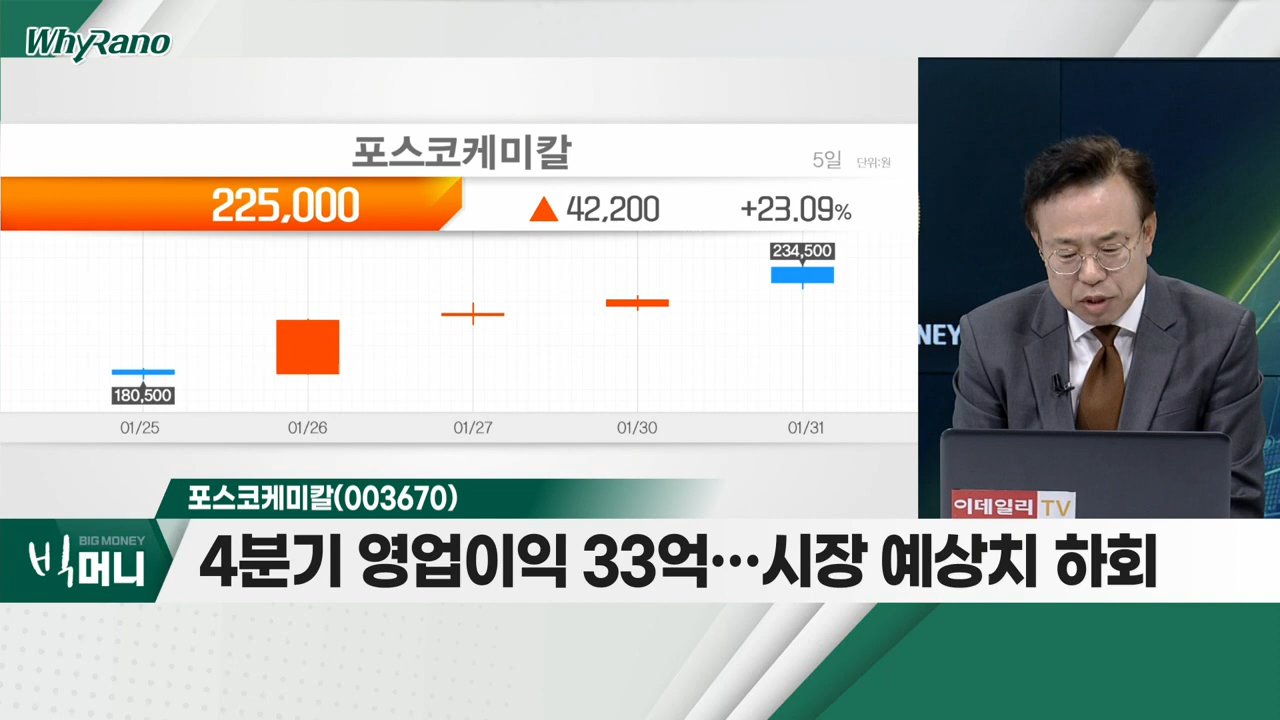 WhyRano
포스코케미칼
5일 단위:원
225,000 ▲ 42,200 +23.09%
234,500
180,500
01/25 01/26 01/27 01/30 01/31
NEY
이데일리TV
포스코케미칼(003670)
BIG MONEY
빅머니
4분기 영업이익 33억…시장 예상치 하회